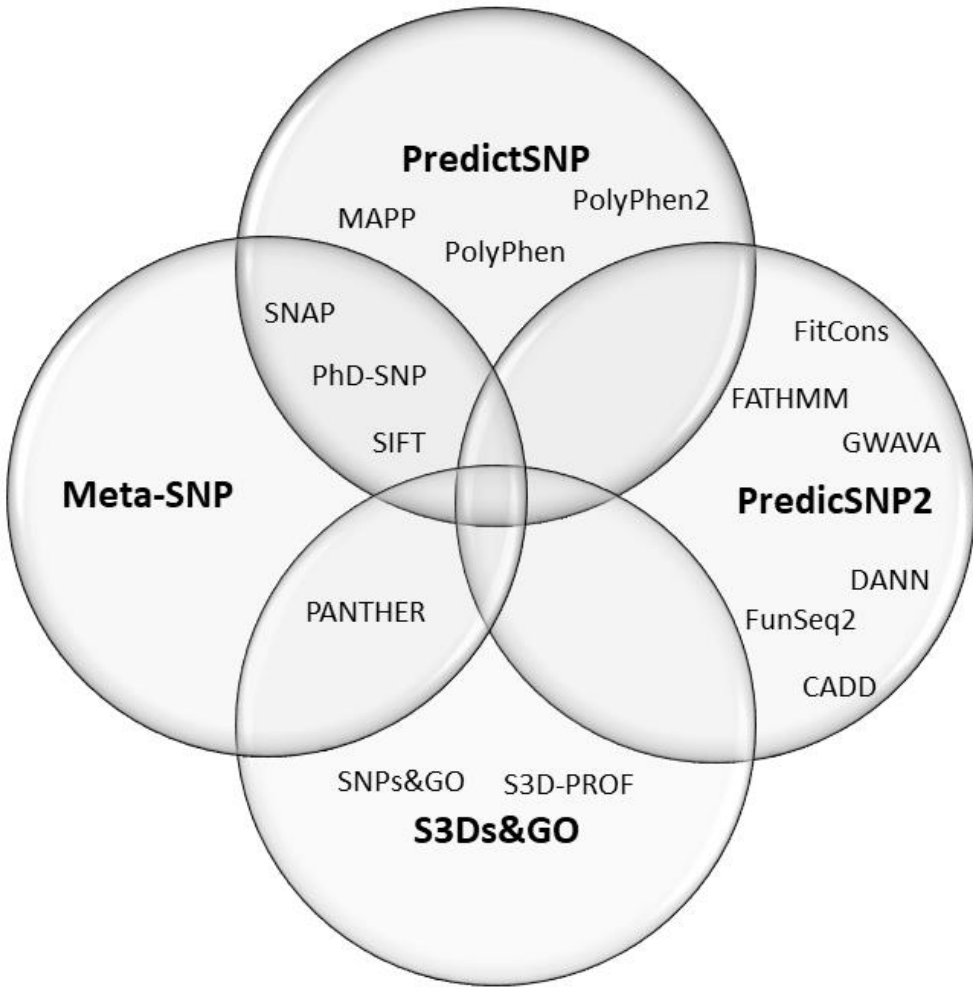 PredictSNP
PolyPhen2
MAPP
PolyPhen
SNAP
FitCons
PhD-SNP
FATHMM
SIFT
GWAVA
Meta-SNP
PredicSNP2
DANN
PANTHER
FunSeq2
CADD
SNPs&GO
S3D-PROF
S3Ds&GO